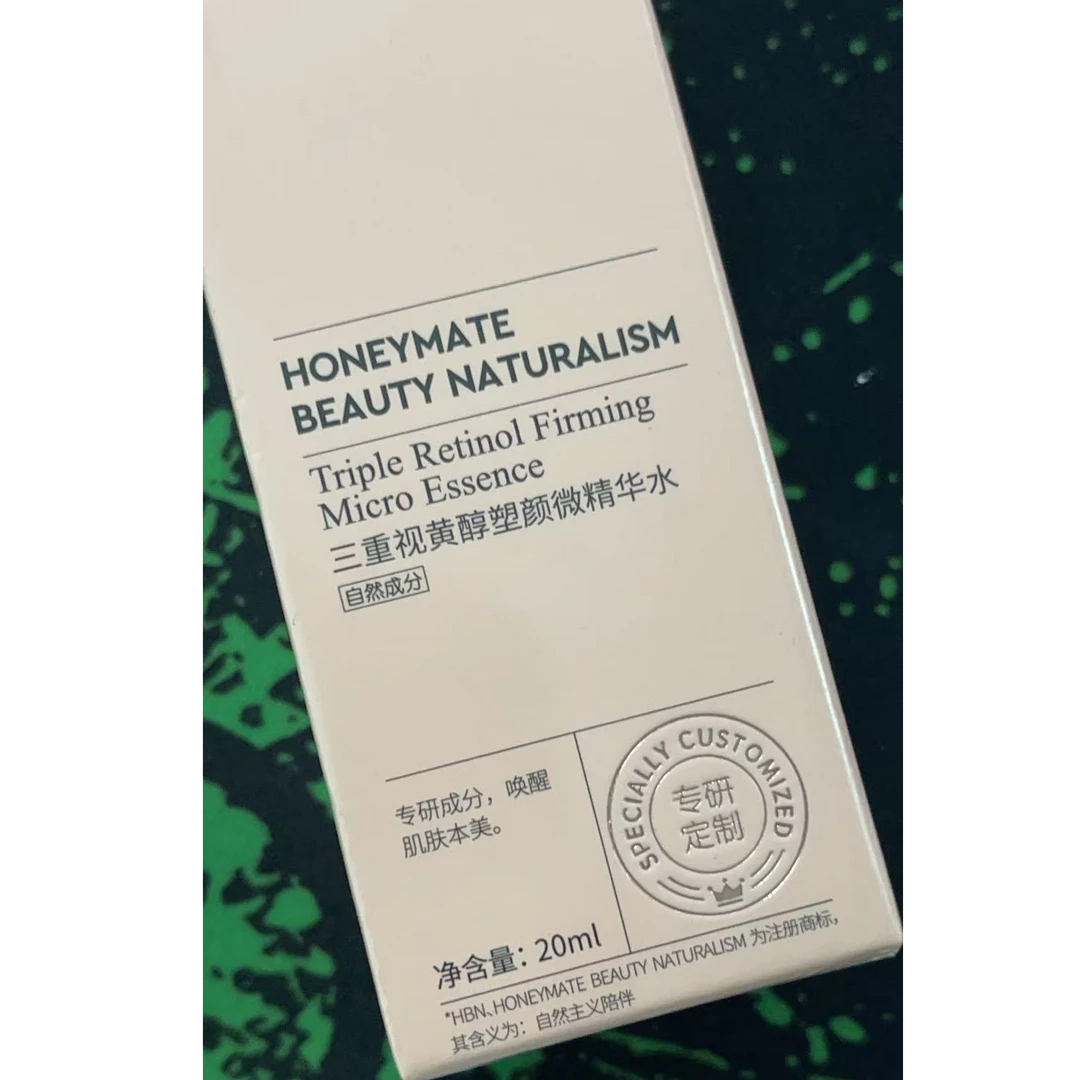 HONEYMATE
BEAUTY NATURALISM
Triple Retinol Firming
Micro Essence
三重视黄醇塑颜微精华水
自然成分
专研成分，唤醒
肌肤本美。
SPECIALLY CUSTOMIZED
专研
定制
净含量：20ml
*HBN、HONEYMATE BEAUTY NATURALISM 为注册商标，
其含义为：自然主义陪伴